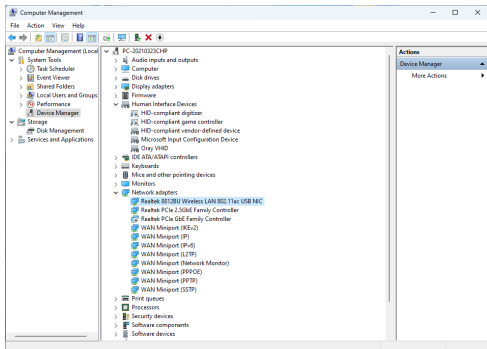 Computer Management
File Action View Help
Computer Management (Local
System Tools
Task Scheduler
Event Viewer
Shared Folders
Local Users and Groups
Performance
Device Manager
Storage
Disk Management
Services and Applications
PC-20210323CHP
Audio inputs and outputs
Computer
Disk drives
Display adapters
Firmware
Human Interface Devices
HID-compliant digitizer
HID-compliant game controller
HID-compliant vendor-defined device
Microsoft Input Configuration Device
Oray VHID
IDE ATA/ATAPI controllers
Keyboards
Mice and other pointing devices
Monitors
Network adapters
Realtek 8812BU Wireless LAN 802.11ac USB NIC
Realtek PCIe 2.5GbE Family Controller
Realtek PCIe GbE Family Controller
WAN Miniport (IKEv2)
WAN Miniport (IP)
WAN Miniport (IPv6)
WAN Miniport (L2TP)
WAN Miniport (Network Monitor)
WAN Miniport (PPPOE)
WAN Miniport (PPTP)
WAN Miniport (SSTP)
Print queues
Processors
Security devices
Software components
Software devices
Actions
Device Manager
More Actions